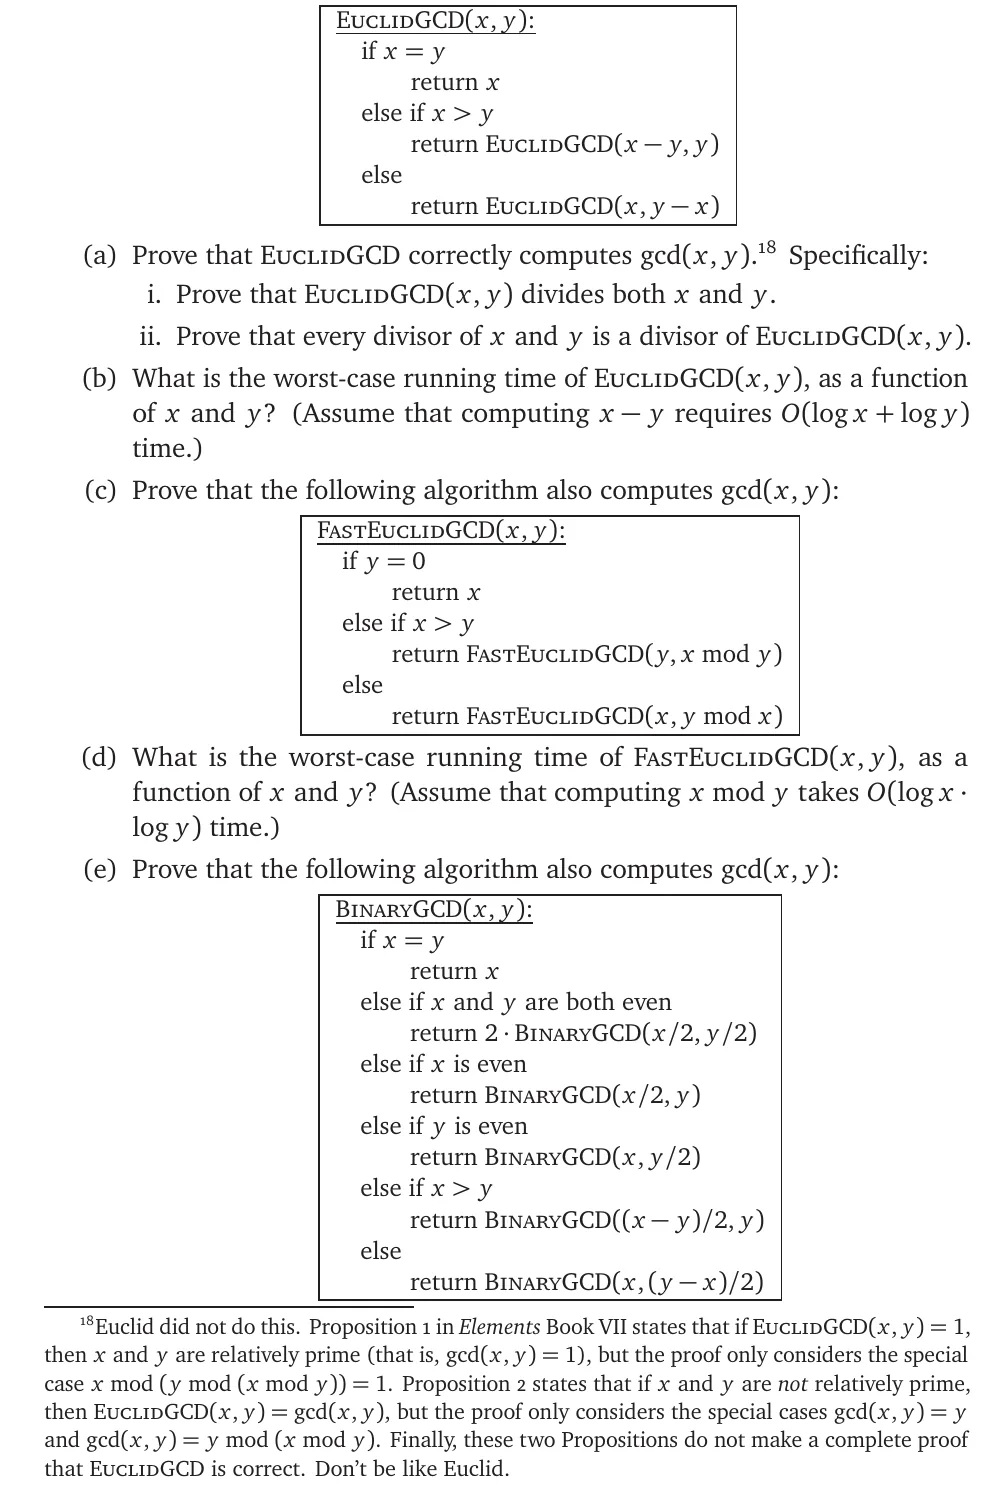 EUCLIDGCD(x, y):
if x = y
return x
else if x > y
return EUCLIDGCD(x − y, y)
else
return EUCLIDGCD(x, y − x)
(a) Prove that EUCLIDGCD correctly computes gcd(x, y).¹⁸ Specifically:
i. Prove that EUCLIDGCD(x, y) divides both x and y.
ii. Prove that every divisor of x and y is a divisor of EUCLIDGCD(x, y).
(b) What is the worst-case running time of EUCLIDGCD(x, y), as a function
of x and y? (Assume that computing x − y requires O(log x + log y)
time.)
(c) Prove that the following algorithm also computes gcd(x, y):
FASTEUCLIDGCD(x, y):
if y = 0
return x
else if x > y
return FASTEUCLIDGCD(y, x mod y)
else
return FASTEUCLIDGCD(x, y mod x)
(d) What is the worst-case running time of FASTEUCLIDGCD(x, y), as a
function of x and y? (Assume that computing x mod y takes O(log x ·
log y) time.)
(e) Prove that the following algorithm also computes gcd(x, y):
BINARYGCD(x, y):
if x = y
return x
else if x and y are both even
return 2 · BINARYGCD(x/2, y/2)
else if x is even
return BINARYGCD(x/2, y)
else if y is even
return BINARYGCD(x, y/2)
else if x > y
return BINARYGCD((x − y)/2, y)
else
return BINARYGCD(x, (y − x)/2)
¹⁸Euclid did not do this. Proposition 1 in Elements Book VII states that if EUCLIDGCD(x, y) = 1,
then x and y are relatively prime (that is, gcd(x, y) = 1), but the proof only considers the special
case x mod (y mod (x mod y)) = 1. Proposition 2 states that if x and y are not relatively prime,
then EUCLIDGCD(x, y) = gcd(x, y), but the proof only considers the special cases gcd(x, y) = y
and gcd(x, y) = y mod (x mod y). Finally, these two Propositions do not make a complete proof
that EUCLIDGCD is correct. Don't be like Euclid.